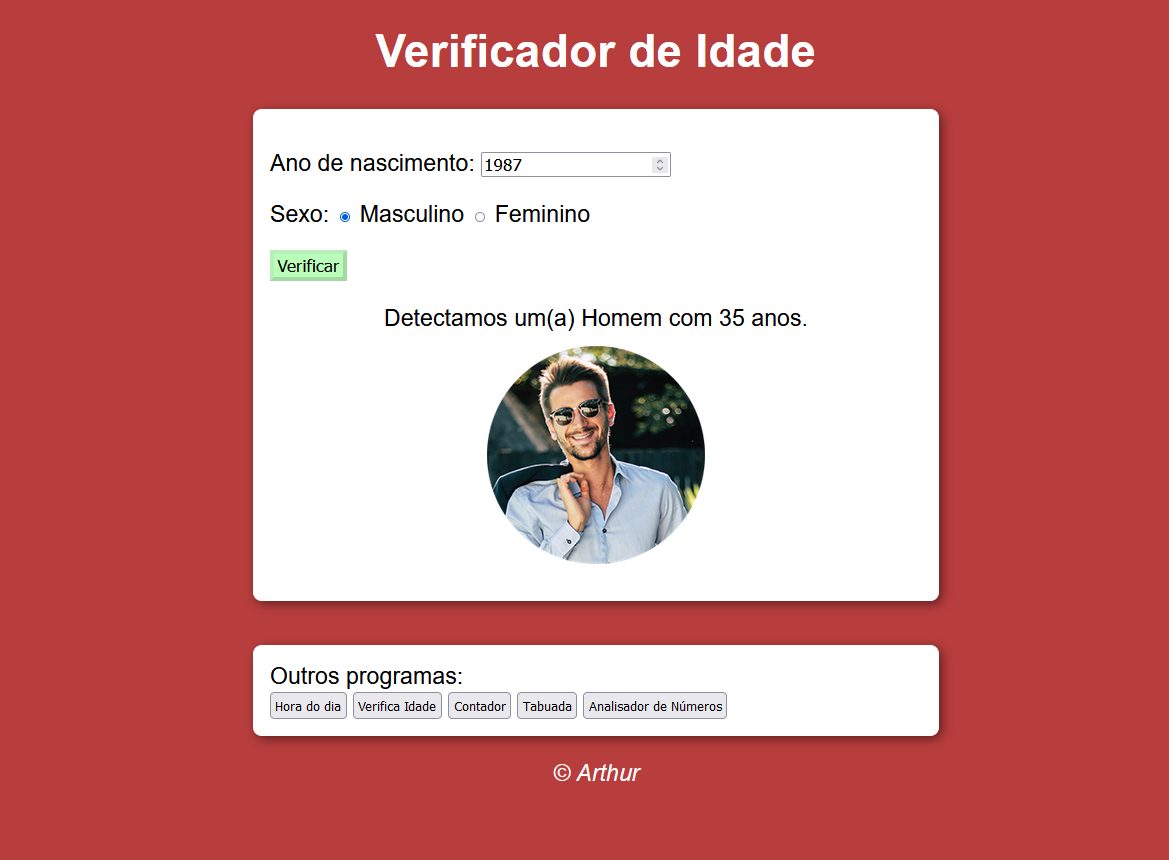 Verificador de Idade
Ano de nascimento: 1987
Sexo: Masculino Feminino
Verificar
Detectamos um(a) Homem com 35 anos.
Outros programas:
Hora do dia Verifica Idade Contador Tabuada Analisador de Números
© Arthur